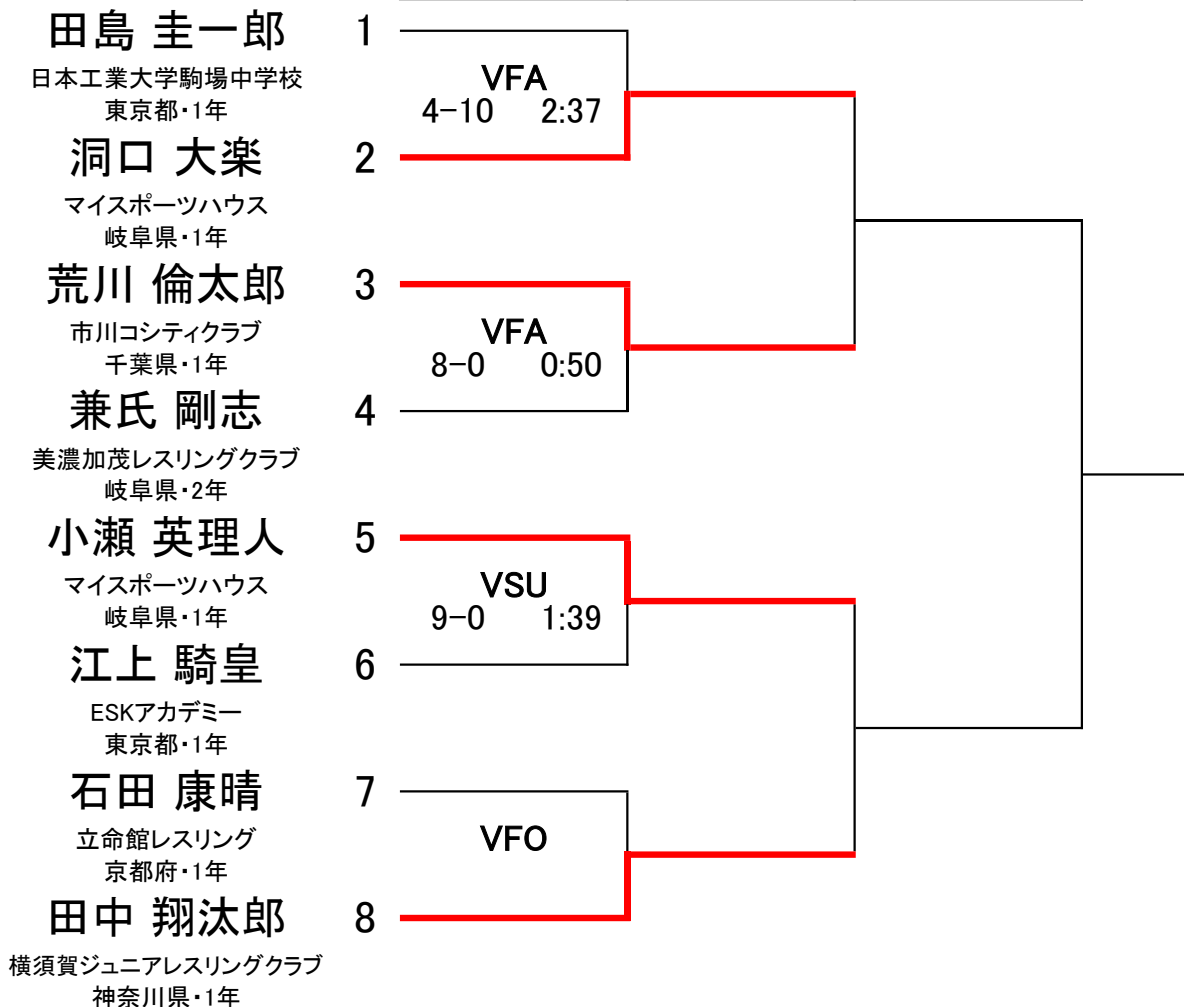 田島 圭一郎 1
日本工業大学駒場中学校
東京都・1年
VFA
4-10 2:37
洞口 大楽 2
マイスポーツハウス
岐阜県・1年
荒川 倫太郎 3
市川コシティクラブ
千葉県・1年
VFA
8-0 0:50
兼氏 剛志 4
美濃加茂レスリングクラブ
岐阜県・2年
小瀬 英理人 5
マイスポーツハウス
岐阜県・1年
VSU
9-0 1:39
江上 騎皇 6
ESKアカデミー
東京都・1年
石田 康晴 7
立命館レスリング
京都府・1年
VFO
田中 翔汰郎 8
横須賀ジュニアレスリングクラブ
神奈川県・1年